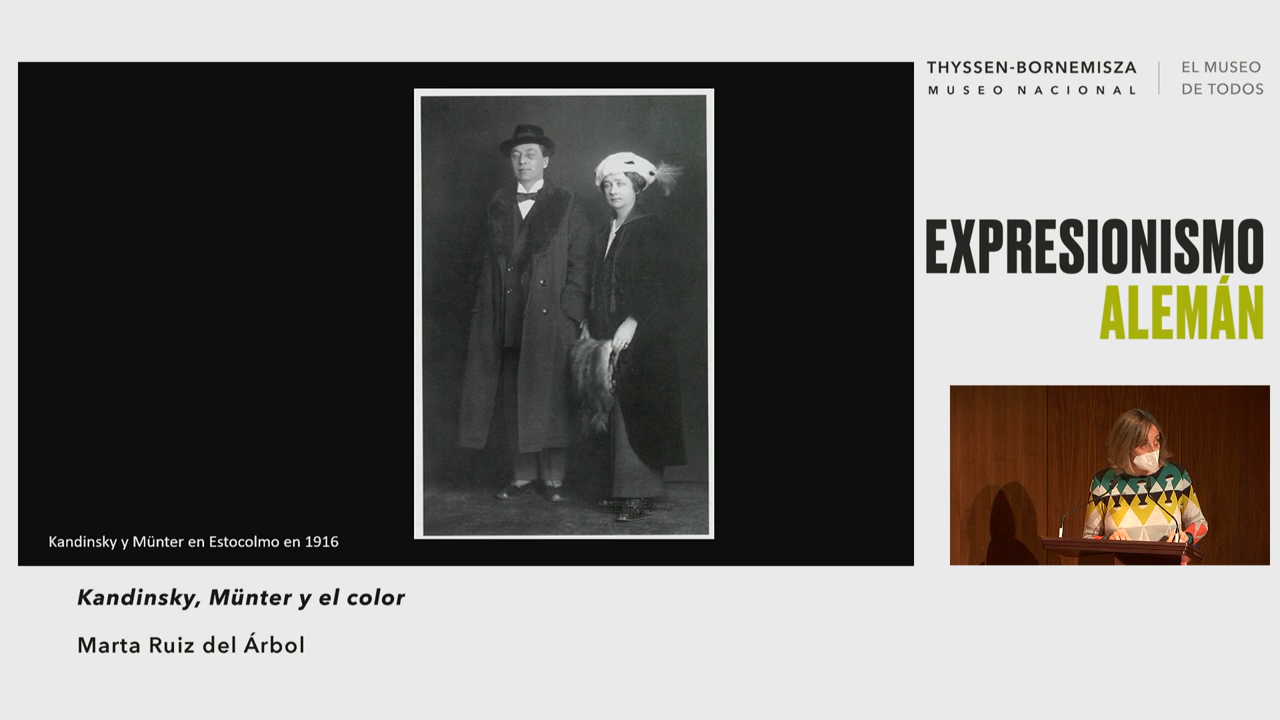 THYSSEN-BORNEMISZA
MUSEO NACIONAL
EL MUSEO
DE TODOS
EXPRESIONISMO
ALEMÁN
Kandinsky y Münter en Estocolmo en 1916
Kandinsky, Münter y el color
Marta Ruiz del Árbol